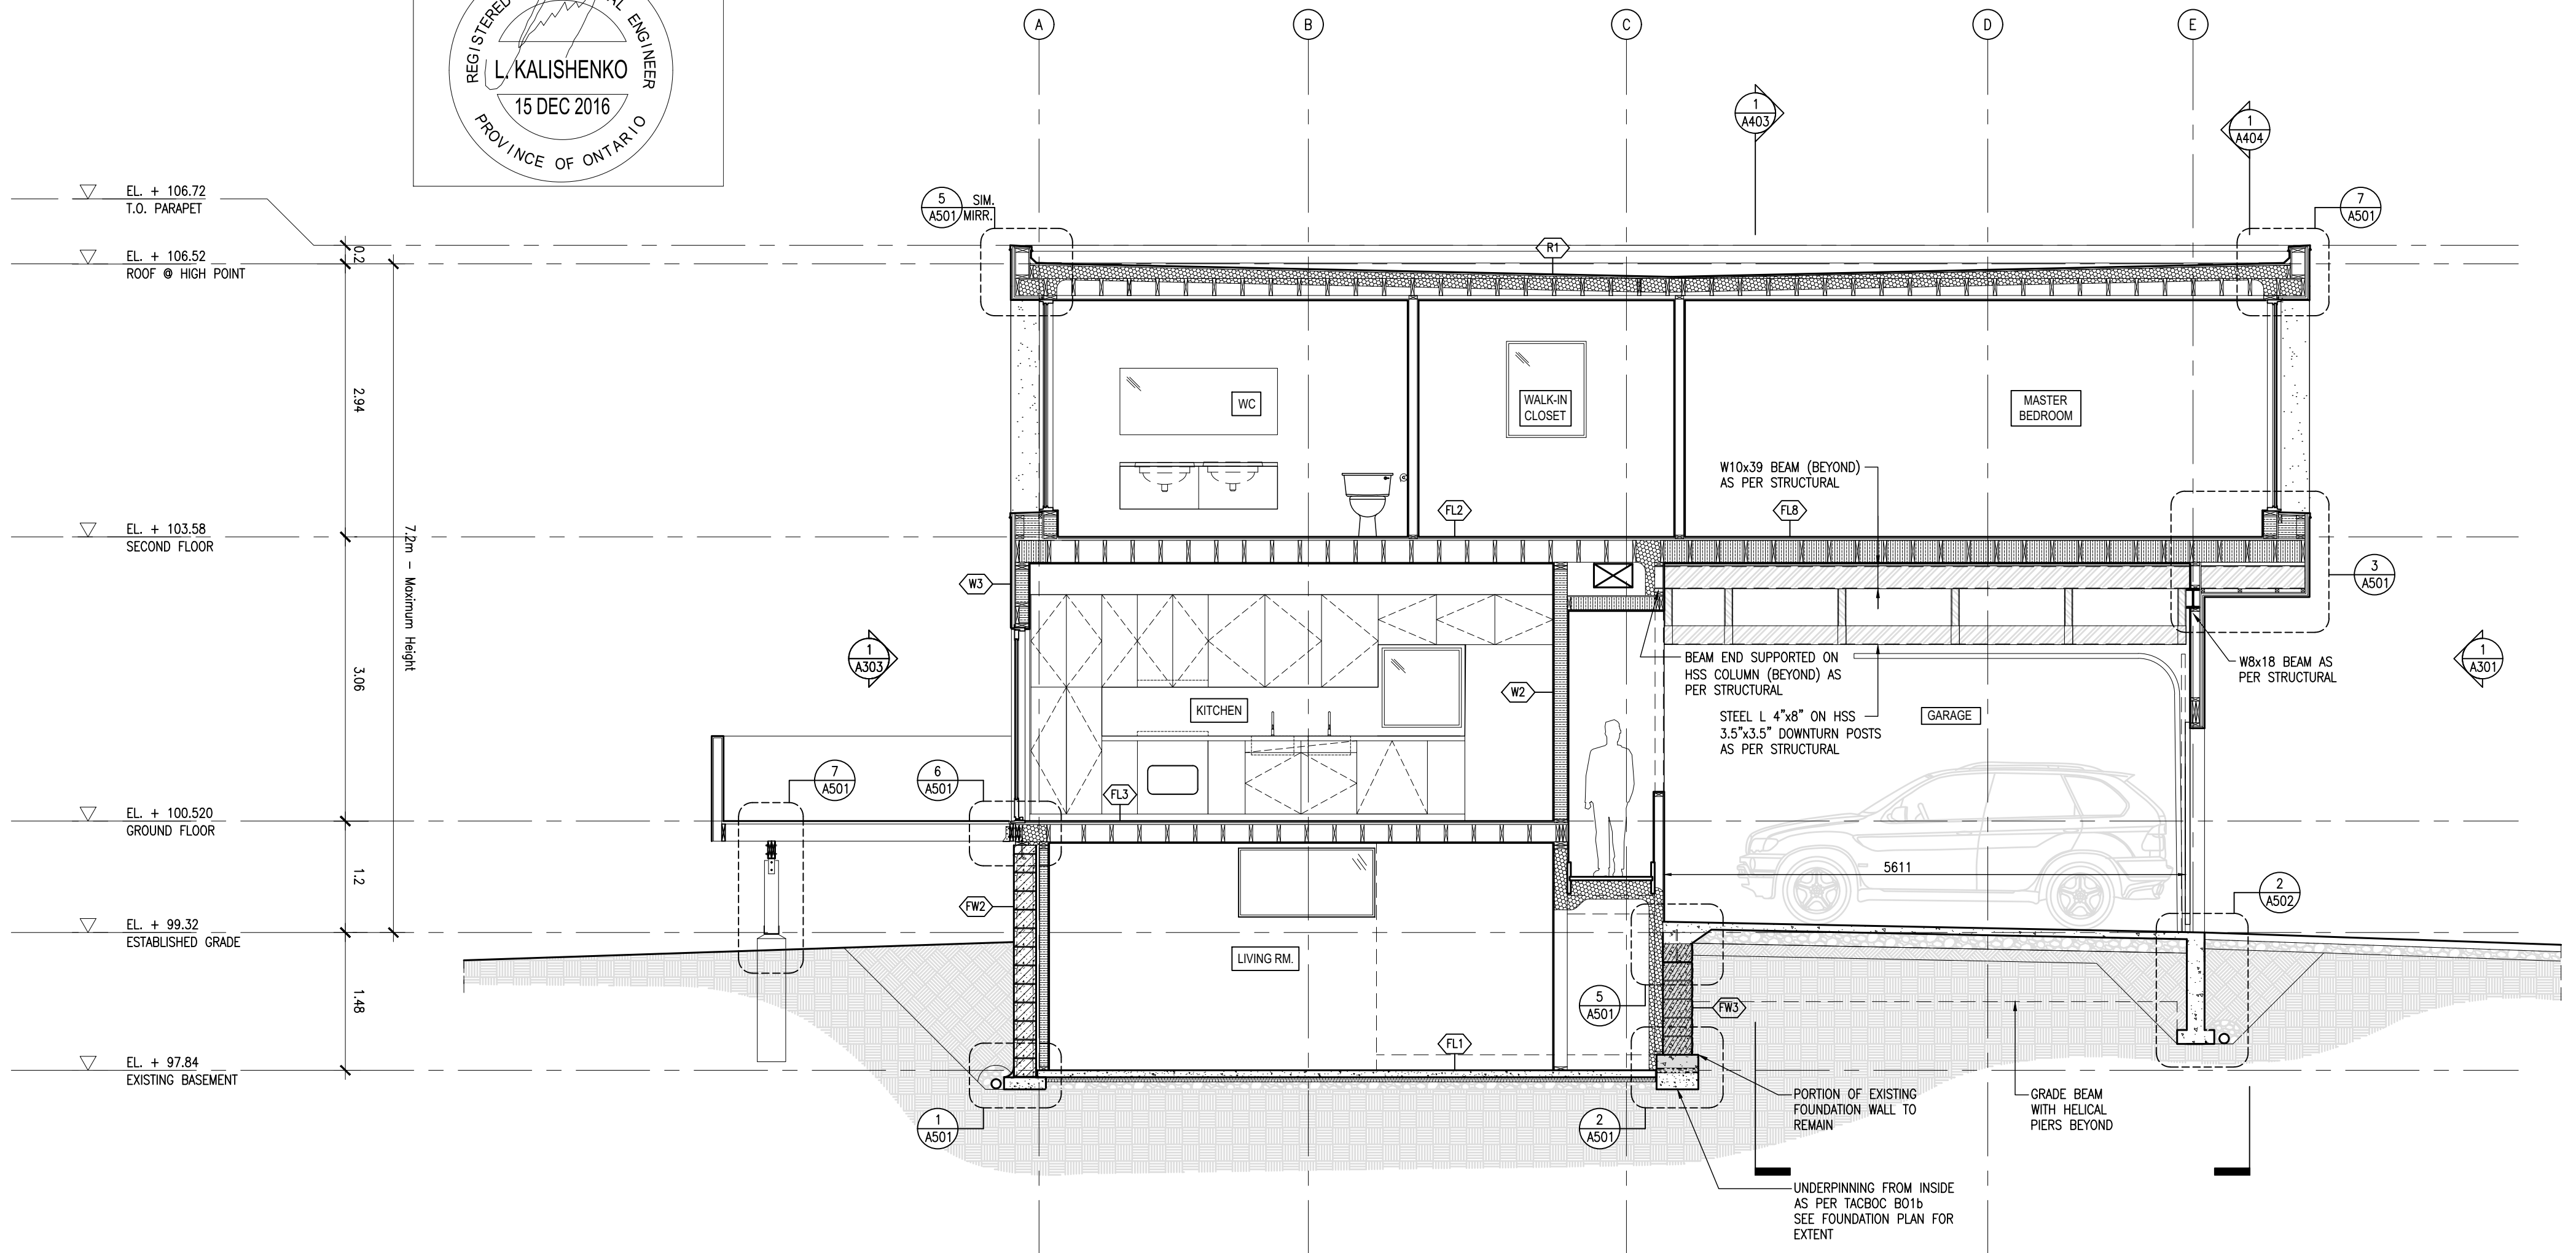 REGISTERED
AL ENGINEER
L. KALISHENKO
15 DEC 2016
PROVINCE OF ONTARIO
A
B
C
D
E
1
A403
1
A404
EL. + 106.72
T.O. PARAPET
EL. + 106.52
ROOF @ HIGH POINT
EL. + 103.58
SECOND FLOOR
EL. + 100.520
GROUND FLOOR
EL. + 99.32
ESTABLISHED GRADE
EL. + 97.84
EXISTING BASEMENT
0.2
2.94
3.06
1.2
1.48
7.2m - Maximum Height
5
A501
SIM.
MIRR.
7
A501
R1
WC
WALK-IN
CLOSET
MASTER
BEDROOM
W10x39 BEAM (BEYOND)
AS PER STRUCTURAL
FL2
FL8
W3
3
A501
1
A303
1
A301
BEAM END SUPPORTED ON
HSS COLUMN (BEYOND) AS
PER STRUCTURAL
W8x18 BEAM AS
PER STRUCTURAL
W2
KITCHEN
STEEL L 4"x8" ON HSS
3.5"x3.5" DOWNTURN POSTS
AS PER STRUCTURAL
GARAGE
7
A501
6
A501
FL3
5611
2
A502
FW2
LIVING RM.
5
A501
FW3
FL1
1
A501
2
A501
PORTION OF EXISTING
FOUNDATION WALL TO
REMAIN
GRADE BEAM
WITH HELICAL
PIERS BEYOND
UNDERPINNING FROM INSIDE
AS PER TACBOC B01b
SEE FOUNDATION PLAN FOR
EXTENT